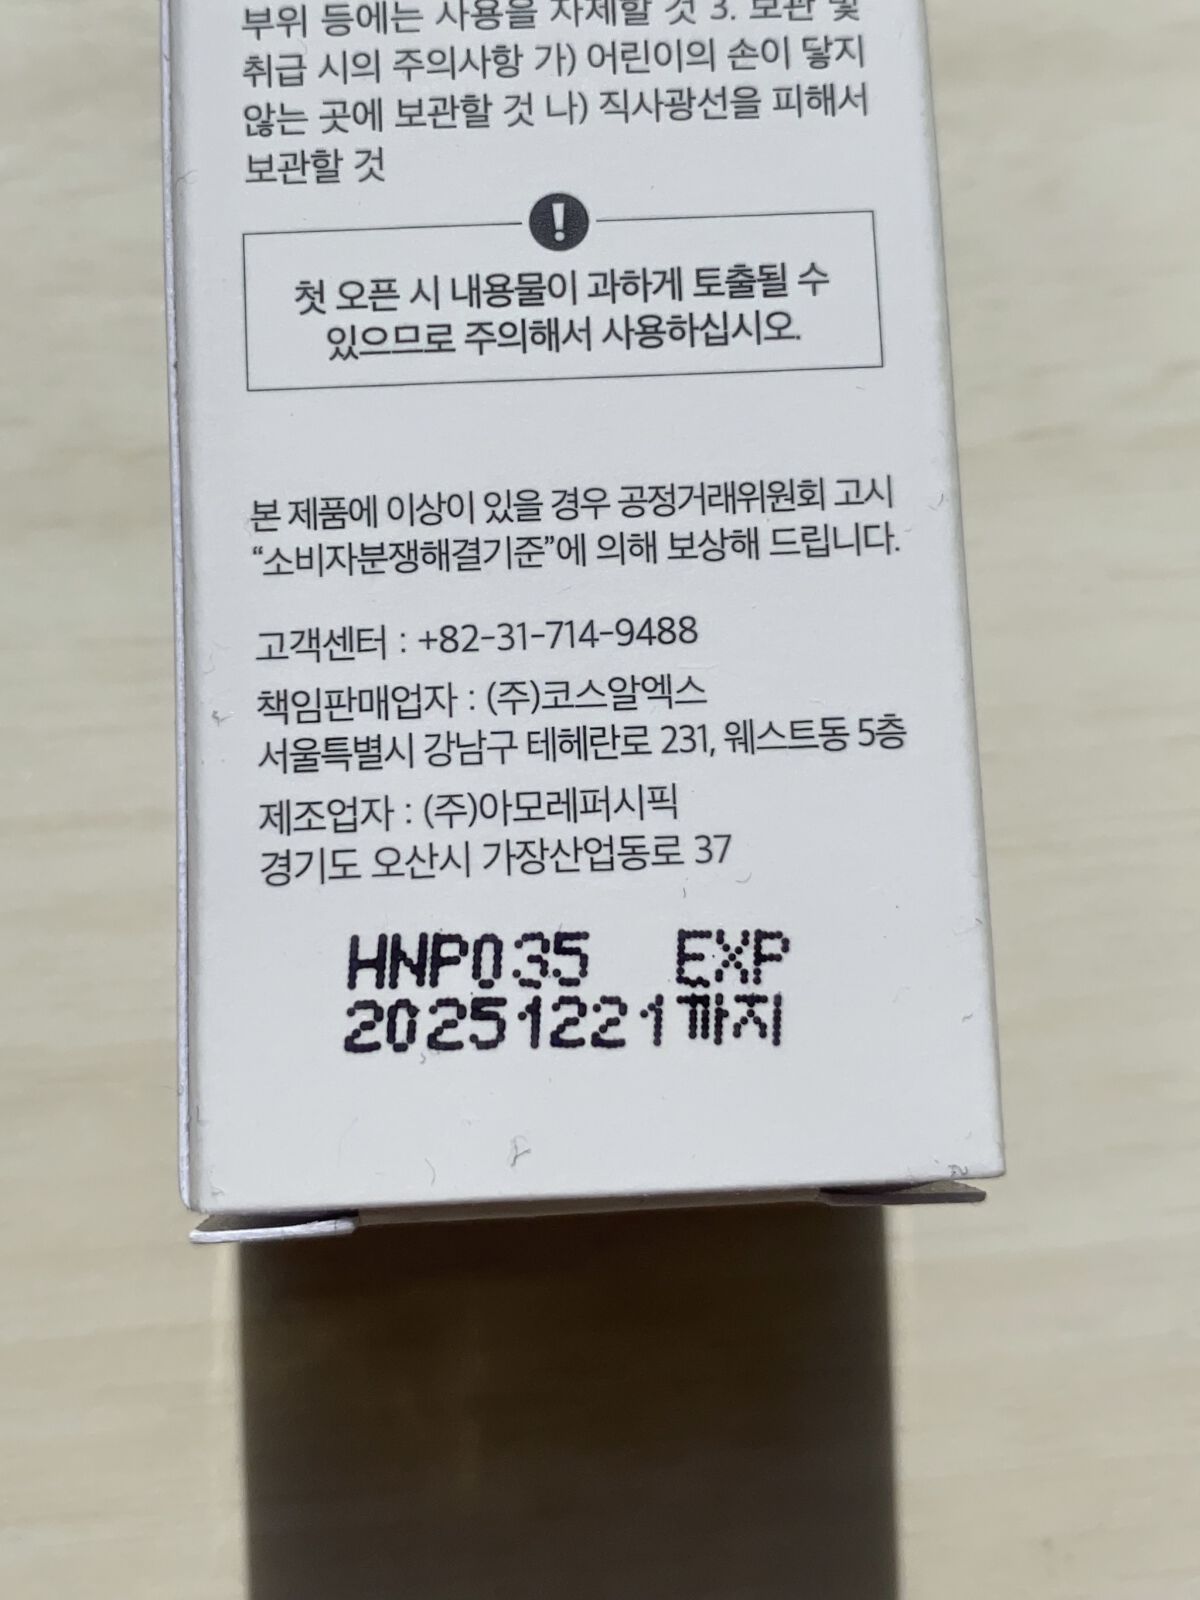 부위 등에는 사용을 자제할 것 3. 보관 및
취급 시의 주의사항 가) 어린이의 손이 닿지
않는 곳에 보관할 것 나) 직사광선을 피해서
보관할 것
!
첫 오픈 시 내용물이 과하게 토출될 수
있으므로 주의해서 사용하십시오.
본 제품에 이상이 있을 경우 공정거래위원회 고시
“소비자분쟁해결기준”에 의해 보상해 드립니다.
고객센터 : +82-31-714-9488
책임판매업자 : (주)코스알엑스
서울특별시 강남구 테헤란로 231, 웨스트동 5층
제조업자 : (주)아모레퍼시픽
경기도 오산시 가장산업동로 37
HNP035 EXP
20251221까지